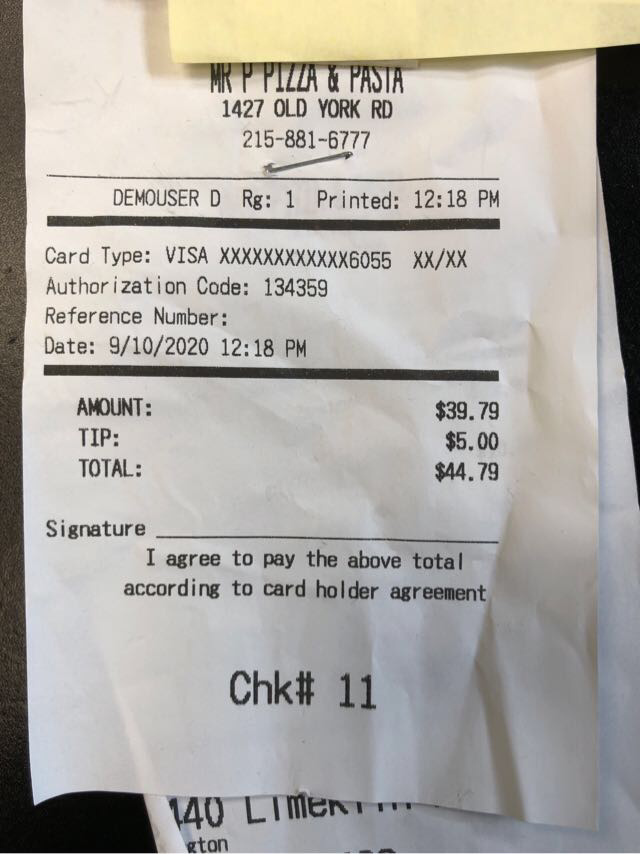 MR P PIZZA & PASTA
1427 OLD YORK RD
215-881-6777
DEMOUSER D Rg: 1 Printed: 12:18 PM
Card Type: VISA XXXXXXXXXXXX6055 XX/XX
Authorization Code: 134359
Reference Number:
Date: 9/10/2020 12:18 PM
AMOUNT: $39.79
TIP: $5.00
TOTAL: $44.79
Signature
I agree to pay the above total
according to card holder agreement
Chk# 11
gton